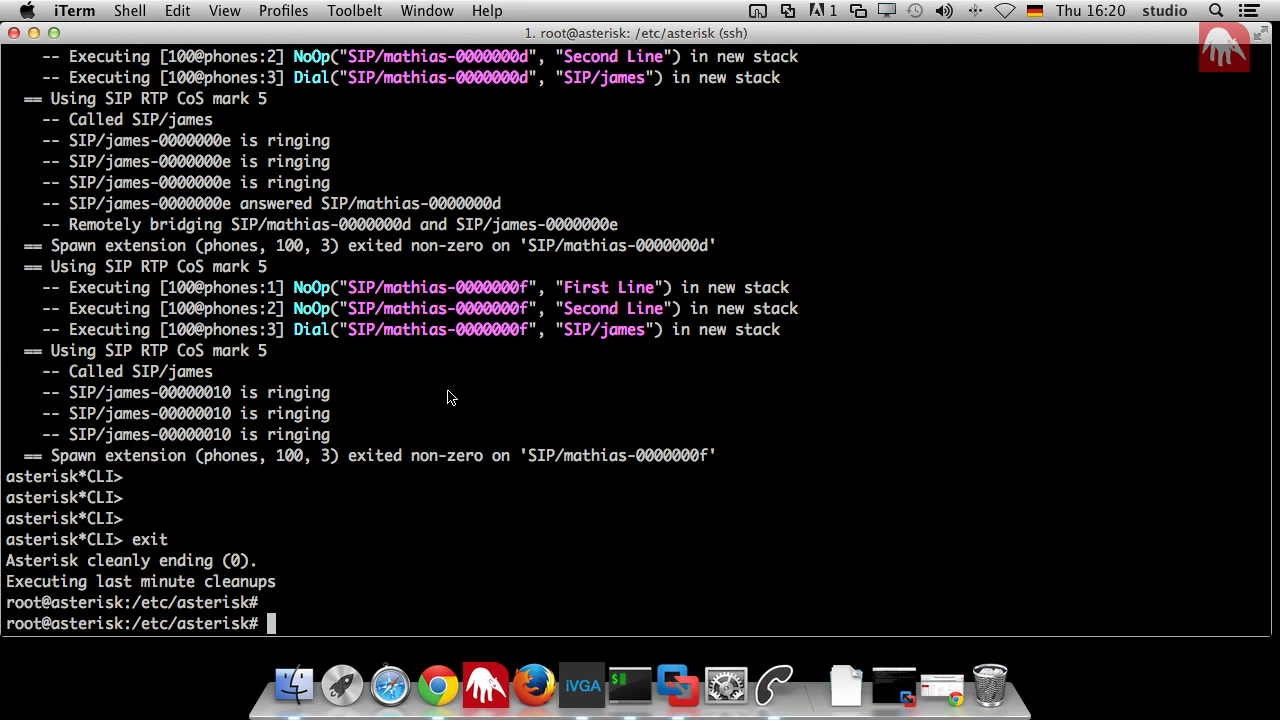 iTerm Shell Edit View Profiles Toolbelt Window Help 1 Thu 16:20 studio
1. root@asterisk: /etc/asterisk (ssh)
-- Executing [100@phones:2] NoOp("SIP/mathias-0000000d", "Second Line") in new stack
-- Executing [100@phones:3] Dial("SIP/mathias-0000000d", "SIP/james") in new stack
== Using SIP RTP CoS mark 5
-- Called SIP/james
-- SIP/james-0000000e is ringing
-- SIP/james-0000000e is ringing
-- SIP/james-0000000e is ringing
-- SIP/james-0000000e answered SIP/mathias-0000000d
-- Remotely bridging SIP/mathias-0000000d and SIP/james-0000000e
== Spawn extension (phones, 100, 3) exited non-zero on 'SIP/mathias-0000000d'
== Using SIP RTP CoS mark 5
-- Executing [100@phones:1] NoOp("SIP/mathias-0000000f", "First Line") in new stack
-- Executing [100@phones:2] NoOp("SIP/mathias-0000000f", "Second Line") in new stack
-- Executing [100@phones:3] Dial("SIP/mathias-0000000f", "SIP/james") in new stack
== Using SIP RTP CoS mark 5
-- Called SIP/james
-- SIP/james-00000010 is ringing
-- SIP/james-00000010 is ringing
-- SIP/james-00000010 is ringing
== Spawn extension (phones, 100, 3) exited non-zero on 'SIP/mathias-0000000f'
asterisk*CLI>
asterisk*CLI>
asterisk*CLI>
asterisk*CLI> exit
Asterisk cleanly ending (0).
Executing last minute cleanups
root@asterisk:/etc/asterisk#
root@asterisk:/etc/asterisk#
iVGA $